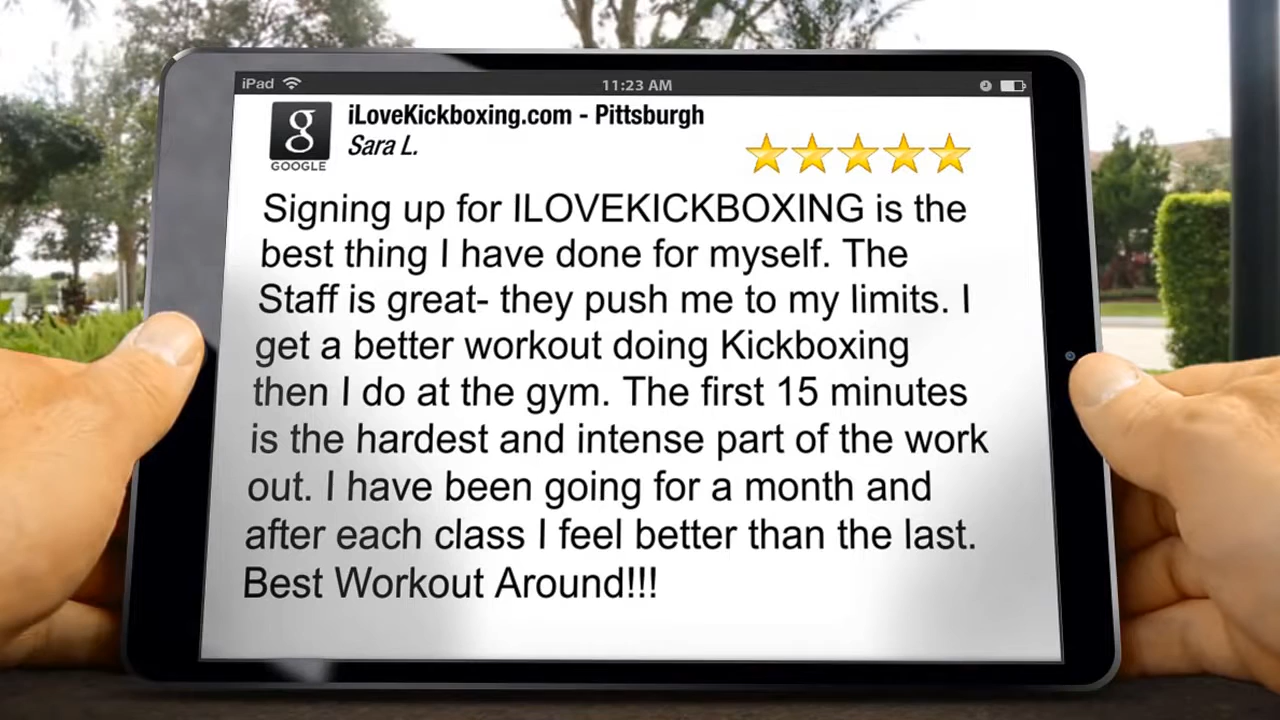 iPad 11:23 AM
g
GOOGLE
iLoveKickboxing.com - Pittsburgh
Sara L.
Signing up for ILOVEKICKBOXING is the
best thing I have done for myself. The
Staff is great- they push me to my limits. I
get a better workout doing Kickboxing
then I do at the gym. The first 15 minutes
is the hardest and intense part of the work
out. I have been going for a month and
after each class I feel better than the last.
Best Workout Around!!!